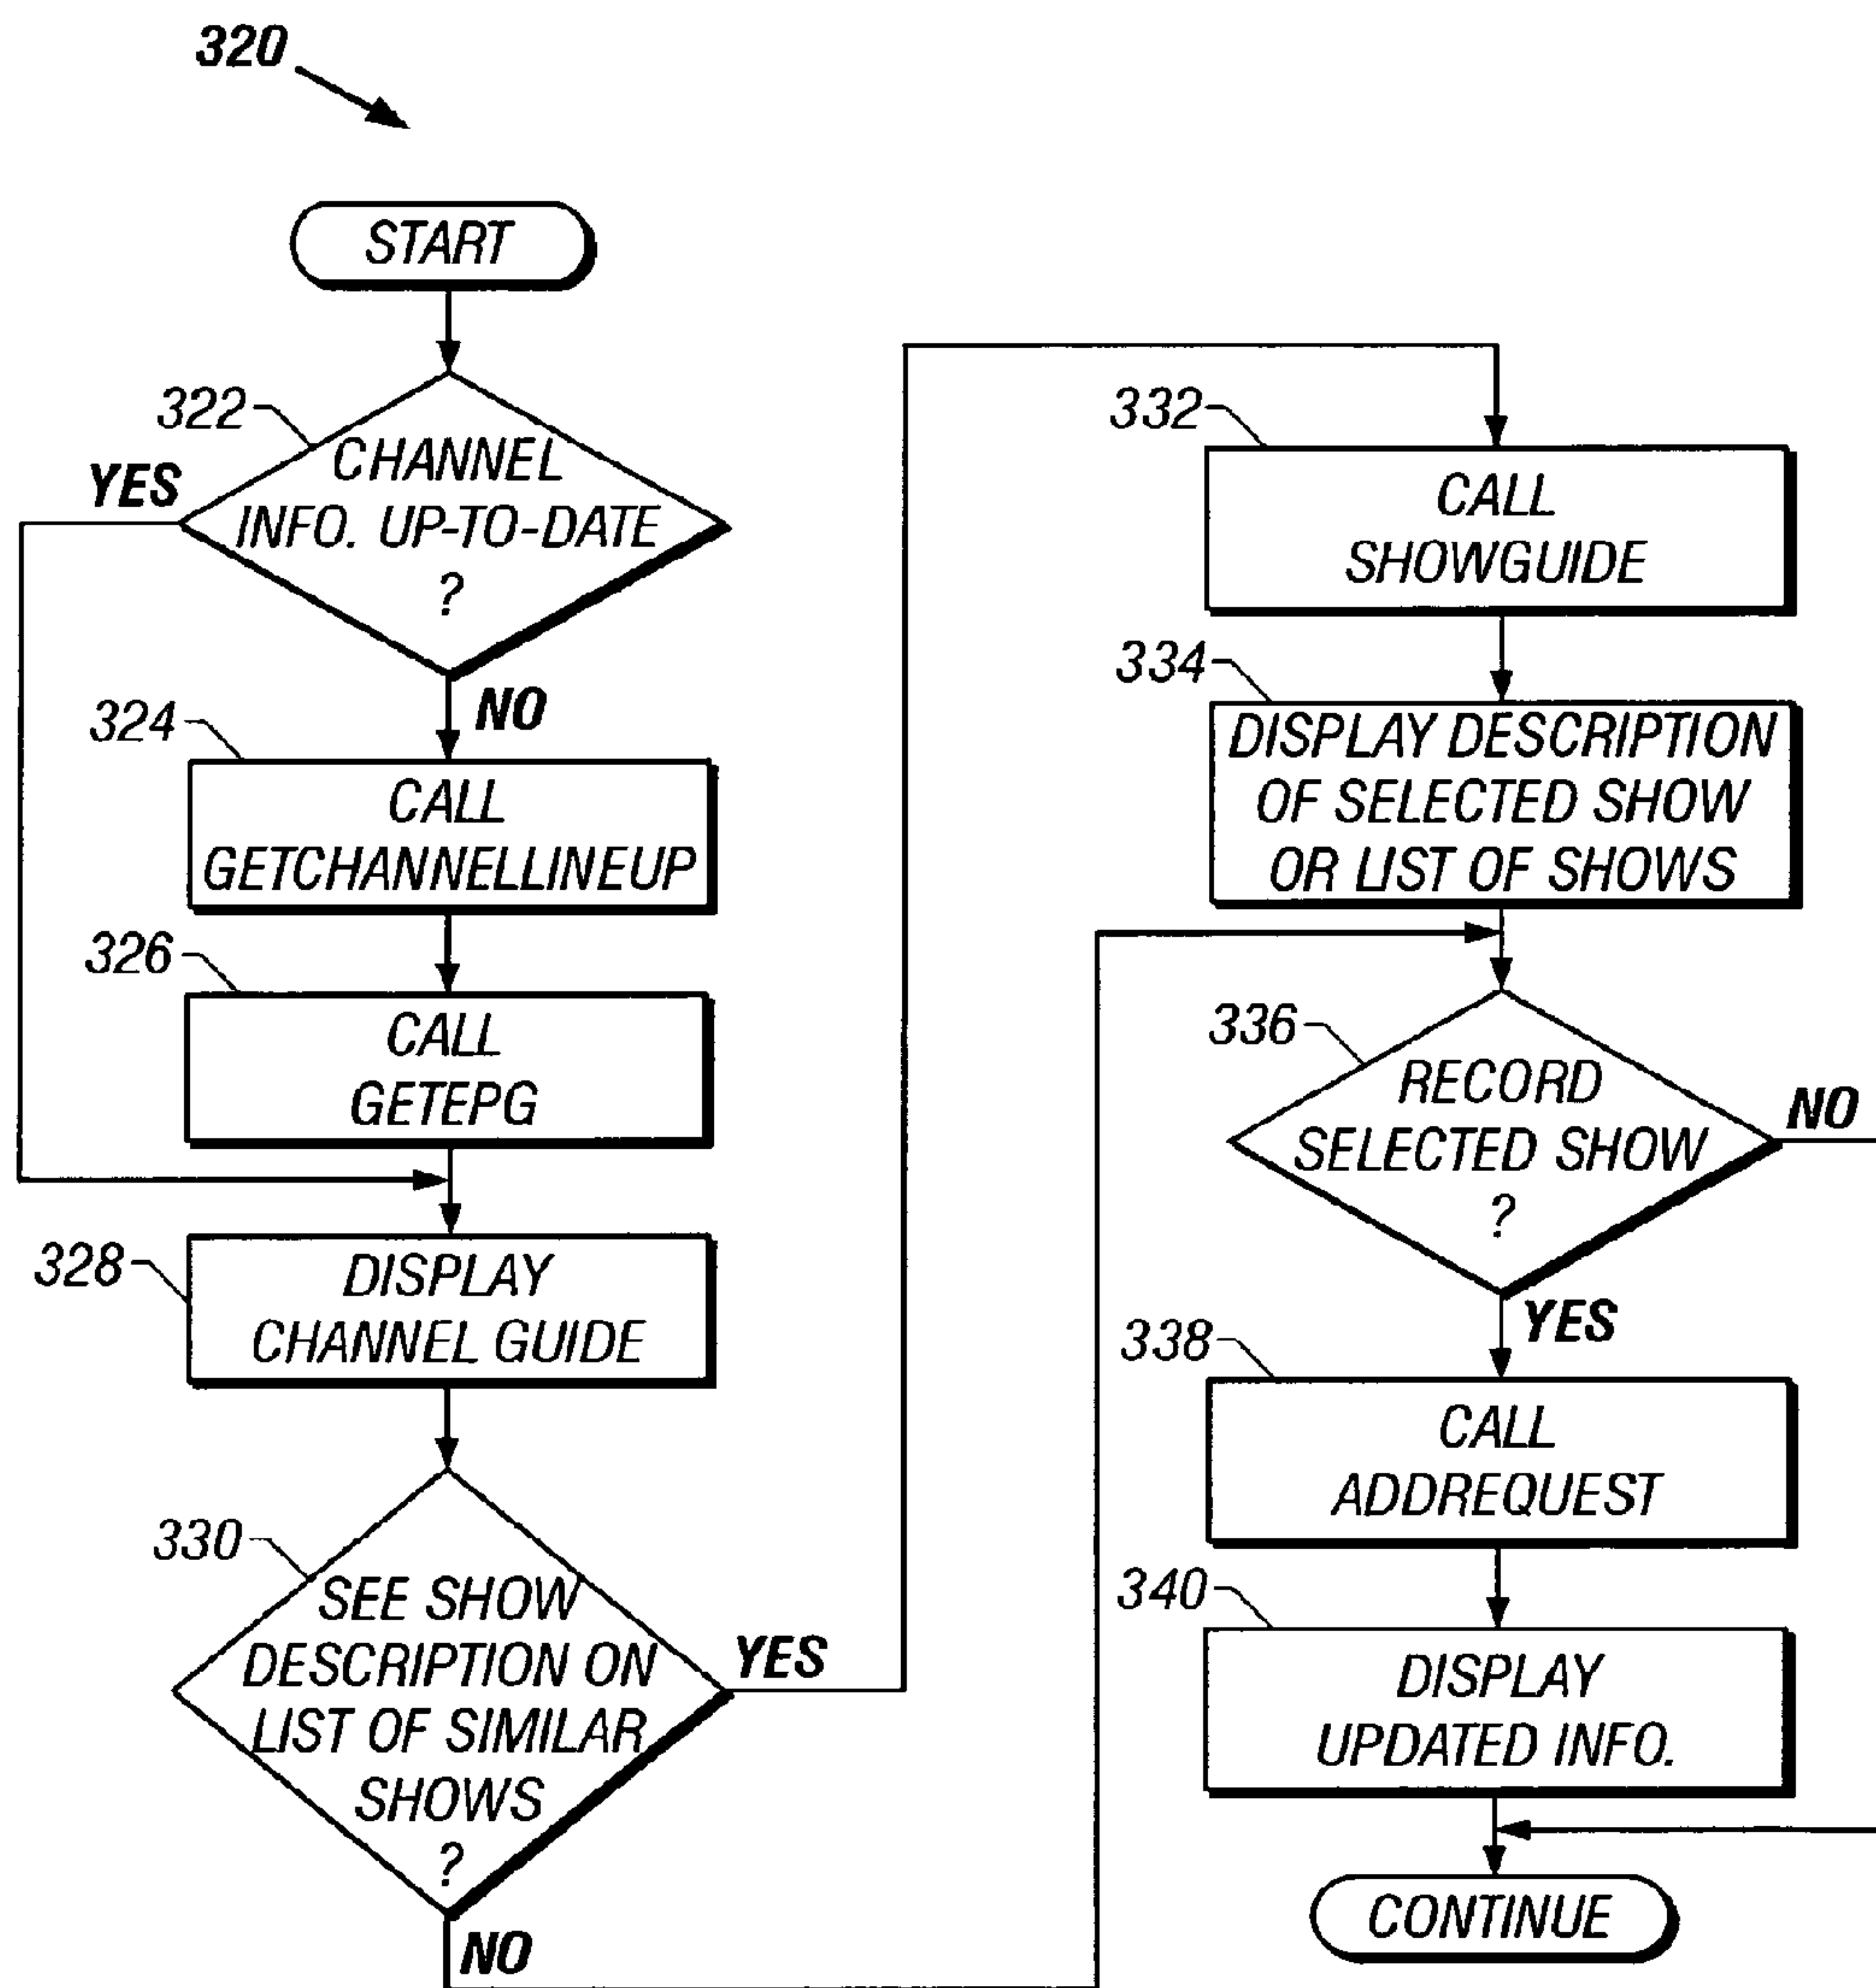 320
START
322
CHANNEL
INFO. UP-TO-DATE
?
YES
NO
324
CALL
GETCHANNELLINEUP
326
CALL
GETEPG
328
DISPLAY
CHANNEL GUIDE
330
SEE SHOW
DESCRIPTION ON
LIST OF SIMILAR
SHOWS
?
YES
NO
332
CALL
SHOWGUIDE
334
DISPLAY DESCRIPTION
OF SELECTED SHOW
OR LIST OF SHOWS
336
RECORD
SELECTED SHOW
?
NO
YES
338
CALL
ADDREQUEST
340
DISPLAY
UPDATED INFO.
CONTINUE